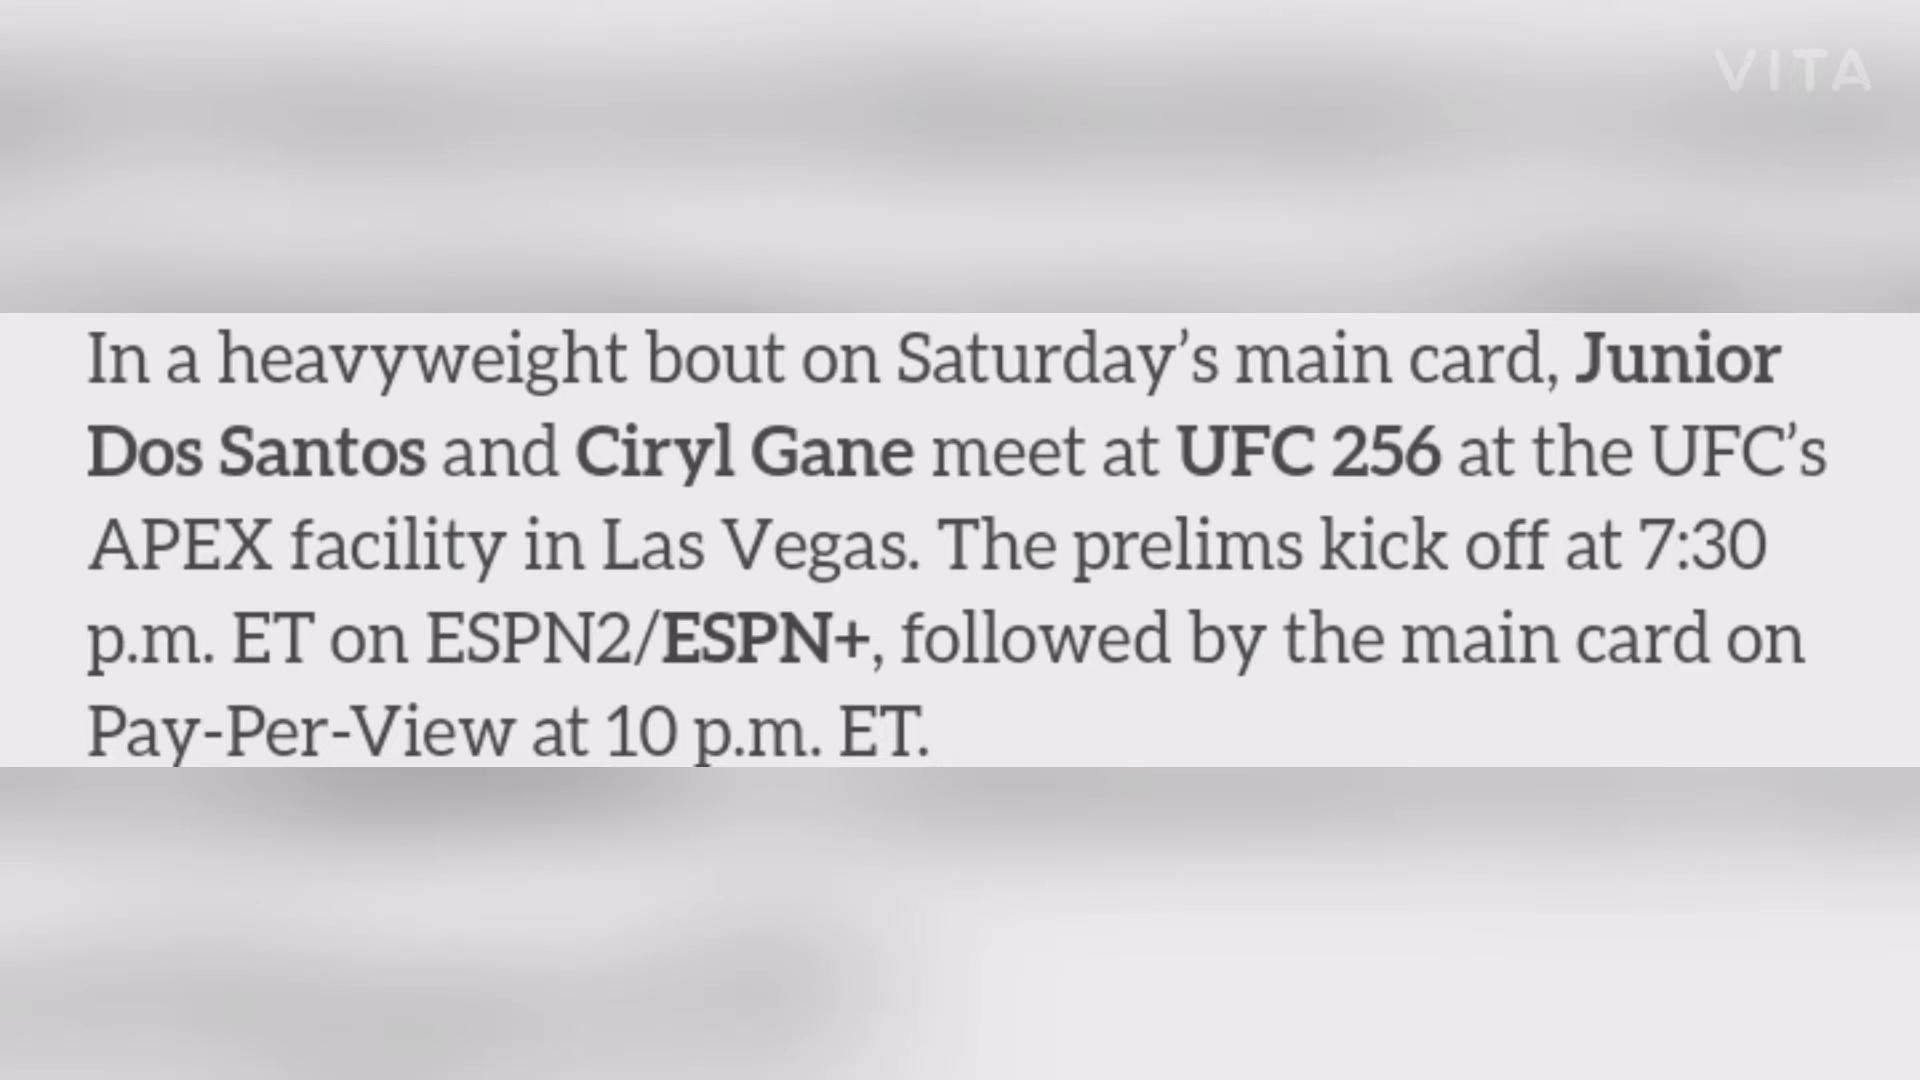 VITA
In a heavyweight bout on Saturday’s main card, Junior
Dos Santos and Ciryl Gane meet at UFC 256 at the UFC’s
APEX facility in Las Vegas. The prelims kick off at 7:30
p.m. ET on ESPN2/ESPN+, followed by the main card on
Pay-Per-View at 10 p.m. ET.